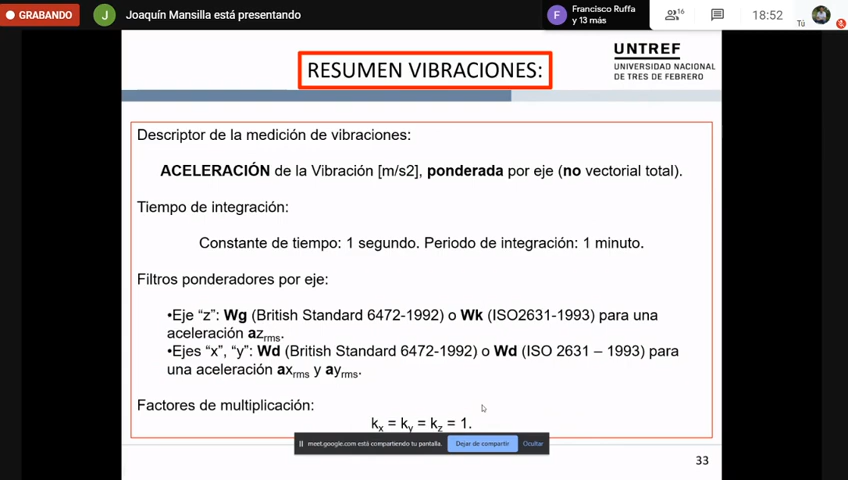 GRABANDO
J
Joaquín Mansilla está presentando
F
Francisco Ruffa
y 13 más
16
18:52
Tú
RESUMEN VIBRACIONES:
UNTREF
UNIVERSIDAD NACIONAL
DE TRES DE FEBRERO
Descriptor de la medición de vibraciones:
ACELERACIÓN de la Vibración [m/s2], ponderada por eje (no vectorial total).
Tiempo de integración:
Constante de tiempo: 1 segundo. Periodo de integración: 1 minuto.
Filtros ponderadores por eje:
•Eje “z”: Wg (British Standard 6472-1992) o Wk (ISO2631-1993) para una
aceleración azrms.
•Ejes “x”, “y”: Wd (British Standard 6472-1992) o Wd (ISO 2631 – 1993) para
una aceleración axrms y ayrms.
Factores de multiplicación:
kx = ky = kz = 1.
meet.google.com está compartiendo tu pantalla.
Dejar de compartir
Ocultar
33